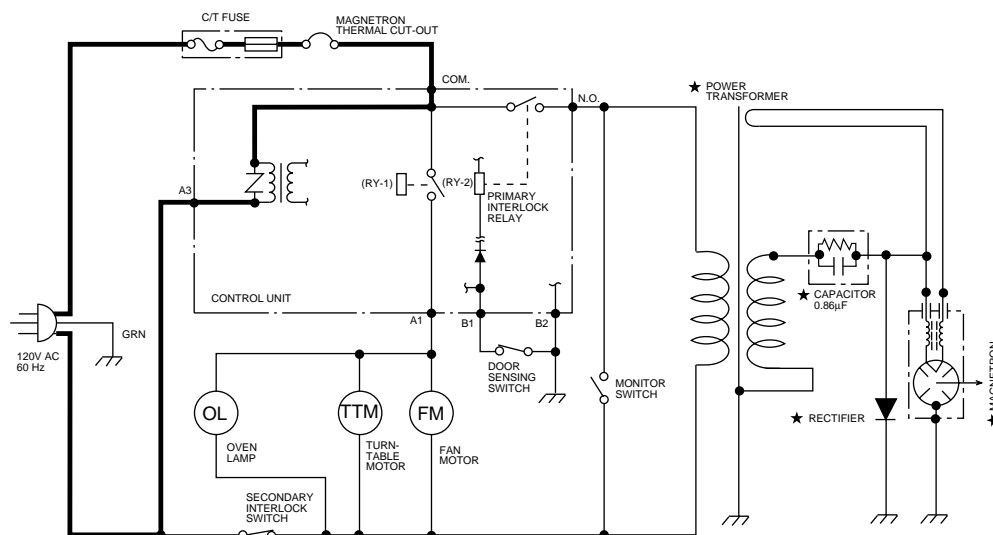 C/T FUSE
MAGNETRON
THERMAL CUT-OUT
COM.
N.O.
★ POWER
TRANSFORMER
A3
(RY-1)
(RY-2)
PRIMARY
INTERLOCK
RELAY
CONTROL UNIT
A1
B1
B2
GRN
120V AC
60 Hz
DOOR
SENSING
SWITCH
MONITOR
SWITCH
★ CAPACITOR
0.86µF
★ RECTIFIER
★ MAGNETRON
OL
TTM
FM
OVEN
LAMP
TURN-
TABLE
MOTOR
FAN
MOTOR
SECONDARY
INTERLOCK
SWITCH